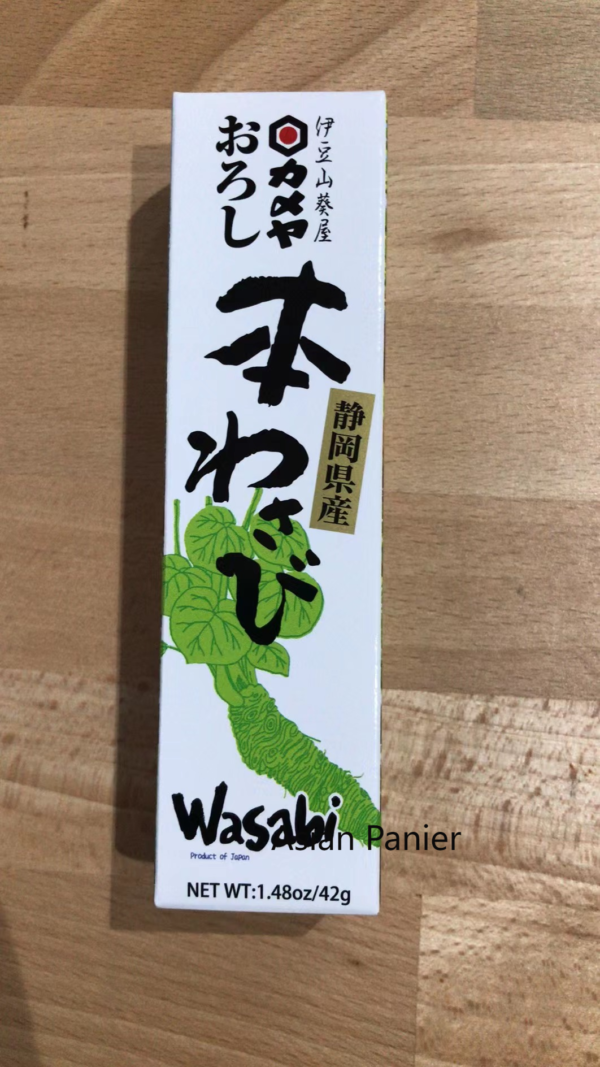 伊豆山葵屋
カメヤ
おろし
本わさび
静岡県産
Wasabi
Asian Panier
Product of Japan
NET WT:1.48oz/42g